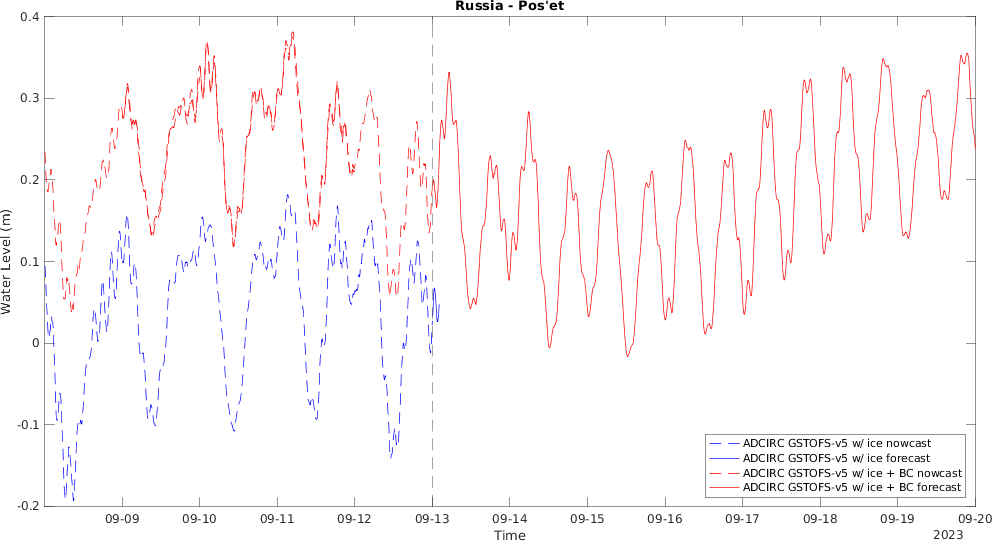 Russia - Pos'et
Water Level (m)
0.4
0.3
0.2
0.1
0
-0.1
-0.2
ADCIRC GSTOFS-v5 w/ ice nowcast
ADCIRC GSTOFS-v5 w/ ice forecast
ADCIRC GSTOFS-v5 w/ ice + BC nowcast
ADCIRC GSTOFS-v5 w/ ice + BC forecast
09-09 09-10 09-11 09-12 09-13 09-14 09-15 09-16 09-17 09-18 09-19 09-20
Time
2023